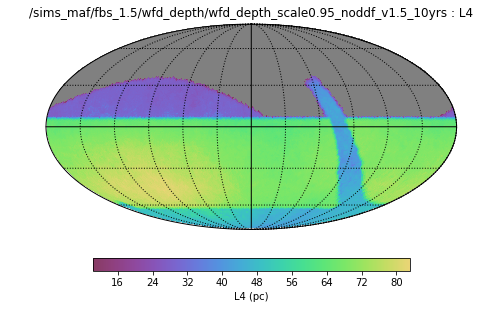 /sims_maf/fbs_1.5/wfd_depth/wfd_depth_scale0.95_noddf_v1.5_10yrs : L4
16 24 32 40 48 56 64 72 80
L4 (pc)